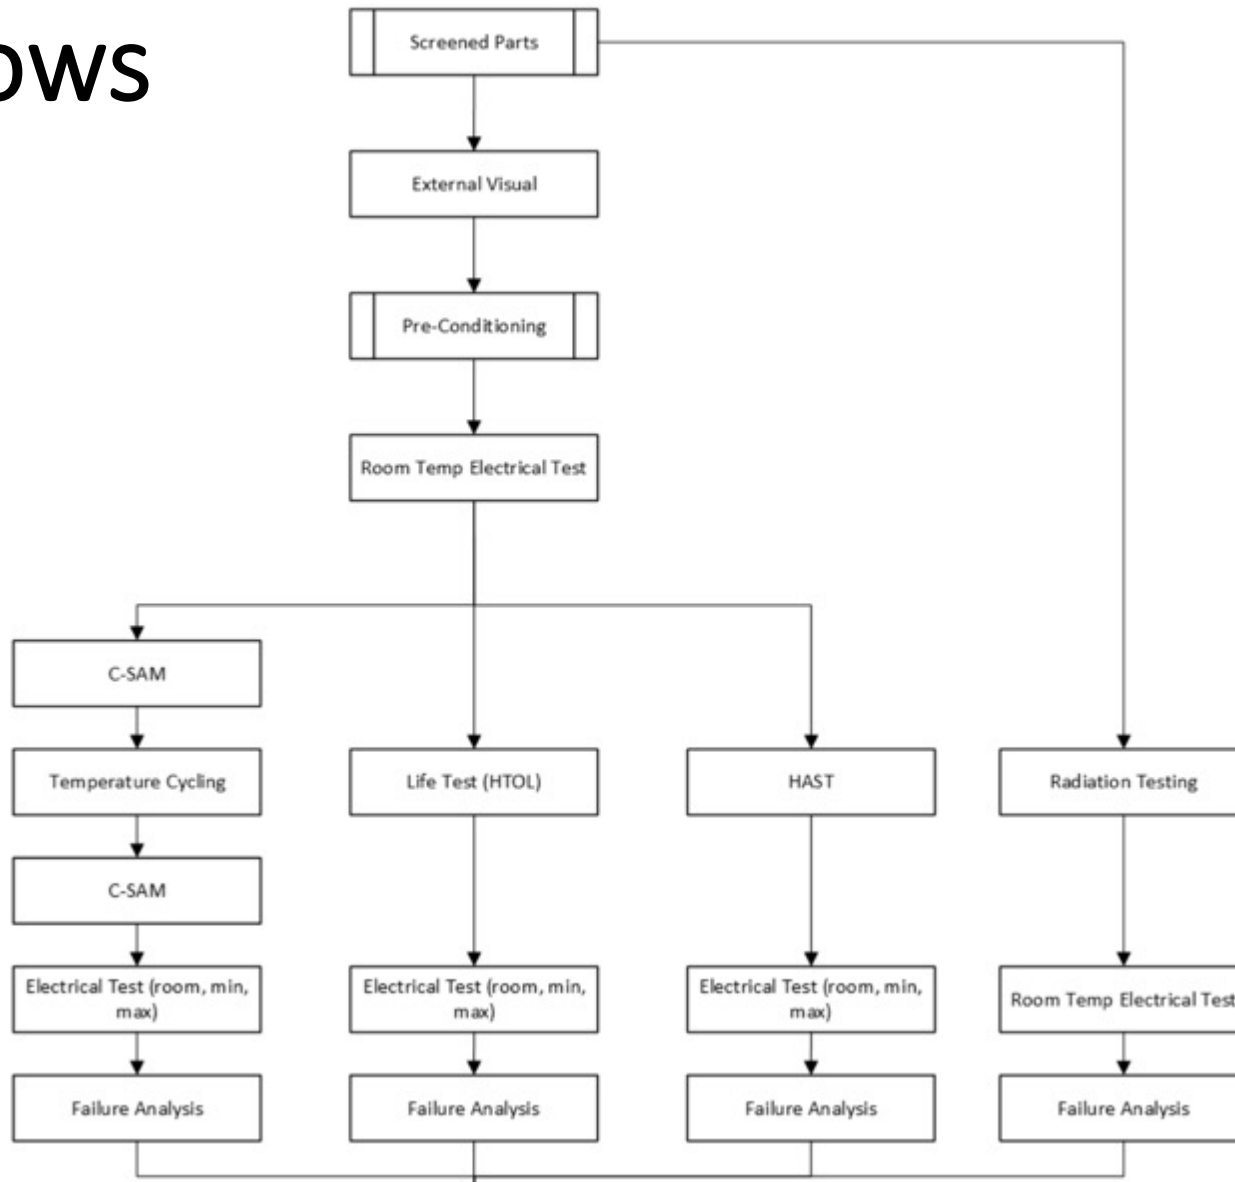 ows
Screened Parts
External Visual
Pre-Conditioning
Room Temp Electrical Test
C-SAM
Temperature Cycling
Life Test (HTOL)
HAST
Radiation Testing
C-SAM
Electrical Test (room, min,
max)
Electrical Test (room, min,
max)
Electrical Test (room, min,
max)
Room Temp Electrical Test
Failure Analysis
Failure Analysis
Failure Analysis
Failure Analysis